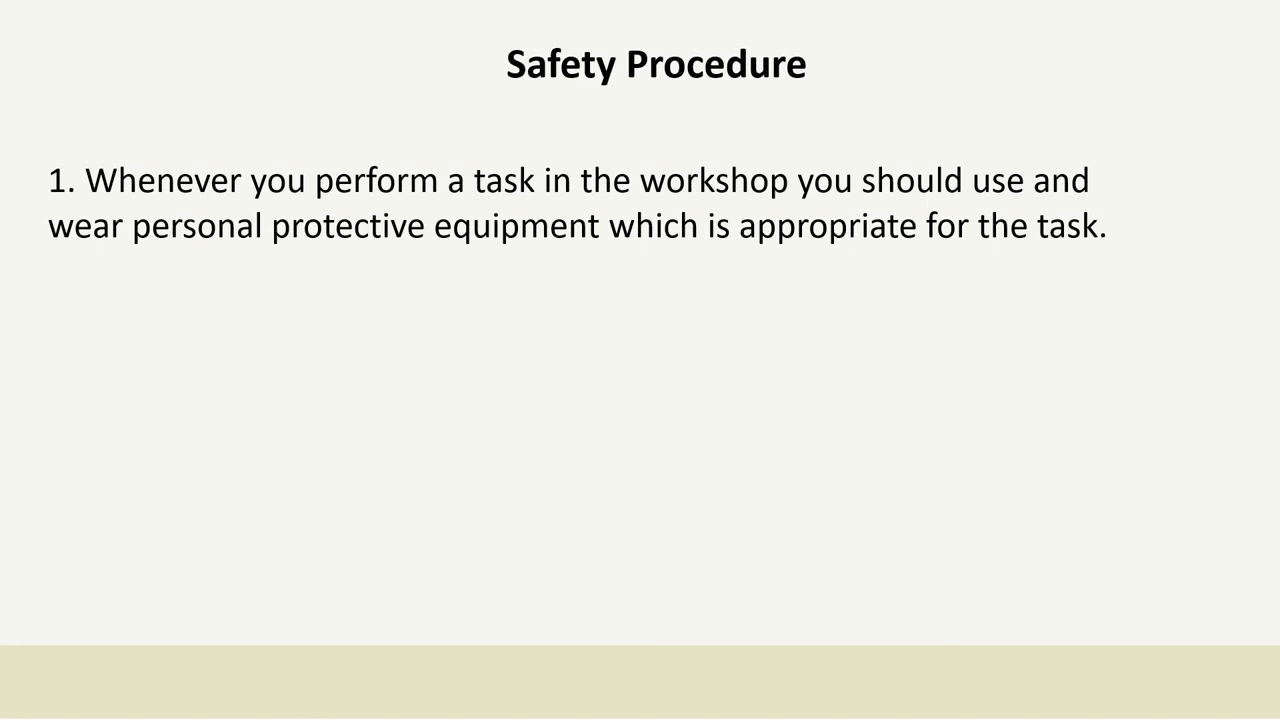 Safety Procedure
1. Whenever you perform a task in the workshop you should use and
wear personal protective equipment which is appropriate for the task.